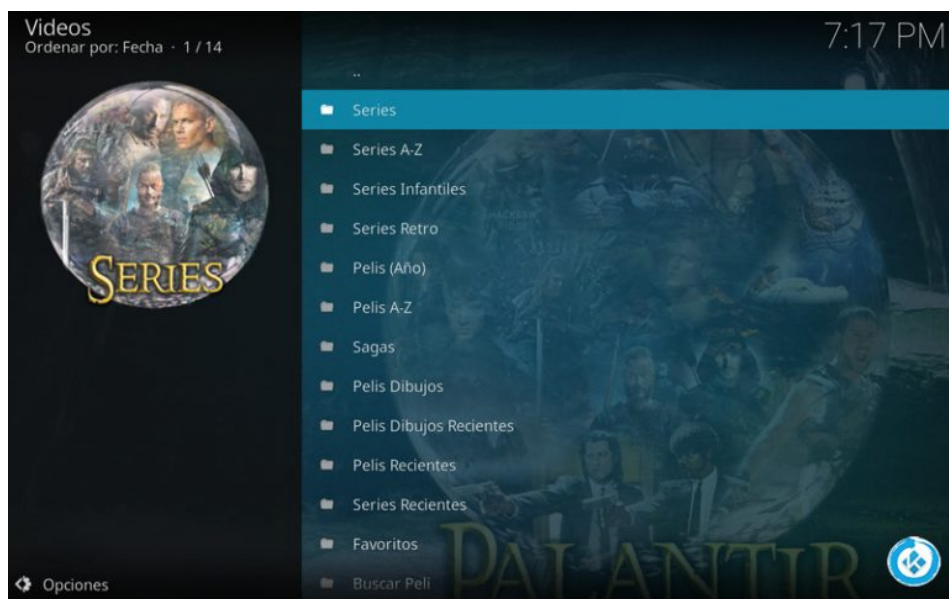 Videos
Ordenar por: Fecha · 1 / 14
7:17 PM
SERIES
..
Series
Series A-Z
Series Infantiles
Series Retro
Pelis (Año)
Pelis A-Z
Sagas
Pelis Dibujos
Pelis Dibujos Recientes
Pelis Recientes
Series Recientes
Favoritos
Buscar Peli
PALANTIR
Opciones